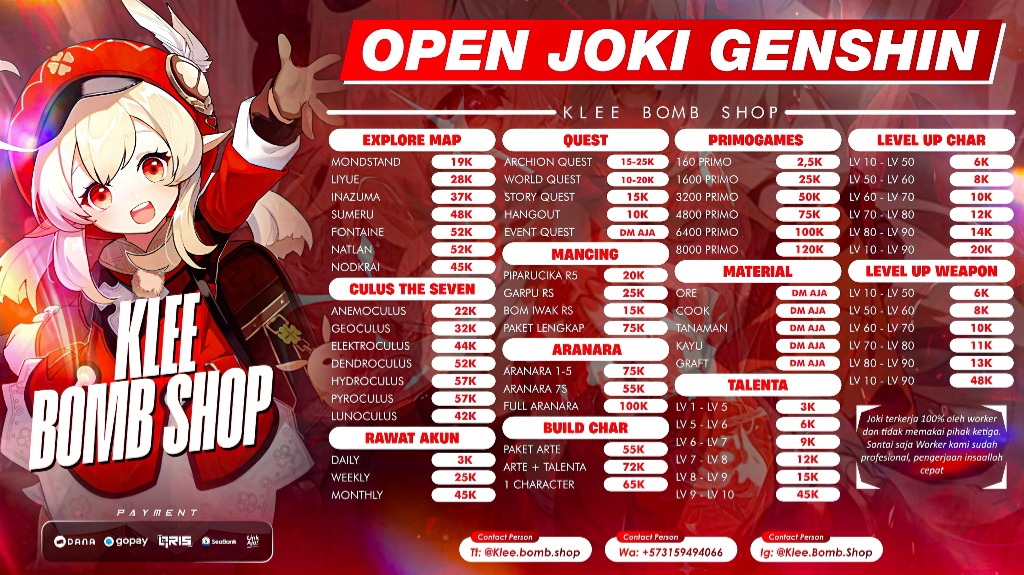 OPEN JOKI GENSHIN
KLEE BOMB SHOP
EXPLORE MAP
MONDSTAND 19K
LIYUE 28K
INAZUMA 37K
SUMERU 48K
FONTAINE 52K
NATLAN 52K
NODKRAI 45K
CULUS THE SEVEN
ANEMOCULUS 22K
GEOCULUS 32K
ELEKTROCULUS 44K
DENDROCULUS 52K
HYDROCULUS 57K
PYROCULUS 57K
LUNOCULUS 42K
RAWAT AKUN
DAILY 3K
WEEKLY 25K
MONTHLY 45K
QUEST
ARCHION QUEST 15-25K
WORLD QUEST 10-20K
STORY QUEST 15K
HANGOUT 10K
EVENT QUEST DM AJA
MANCING
PIPARUCIKA R5 20K
GARPU RS 25K
BOM IWAK RS 15K
PAKET LENGKAP 75K
ARANARA
ARANARA 1-5 75K
ARANARA 75 55K
FULL ARANARA 100K
BUILD CHAR
PAKET ARTE 55K
ARTE + TALENTA 72K
1 CHARACTER 65K
PRIMOGAMES
160 PRIMO 2,5K
1600 PRIMO 25K
3200 PRIMO 50K
4800 PRIMO 75K
6400 PRIMO 100K
8000 PRIMO 120K
MATERIAL
ORE DM AJA
COOK DM AJA
TANAMAN DM AJA
KAYU DM AJA
GRAFT DM AJA
TALENTA
LV 1 - LV 5 3K
LV 5 - LV 6 6K
LV 6 - LV 7 9K
LV 7 - LV 8 12K
LV 8 - LV 9 15K
LV 9 - LV 10 45K
LEVEL UP CHAR
LV 10 - LV 50 6K
LV 50 - LV 60 8K
LV 60 - LV 70 10K
LV 70 - LV 80 12K
LV 80 - LV 90 14K
LV 10 - LV 90 20K
LEVEL UP WEAPON
LV 10 - LV 50 6K
LV 50 - LV 60 8K
LV 60 - LV 70 10K
LV 70 - LV 80 11K
LV 80 - LV 90 13K
LV 10 - LV 90 48K
Joki terkerja 100% oleh worker
dan tidak memakai pihak ketiga.
Santai saja Worker kami sudah
profesional, pengerjaan insaallah
cepat
KLEE
BOMB SHOP
PAYMENT
DANA gopay QRIS SeaBank Link Aja!
Contact Person
Tt: @Klee.bomb.shop
Contact Person
Wa: +573159494066
Contact Person
Ig: @Klee.Bomb.Shop